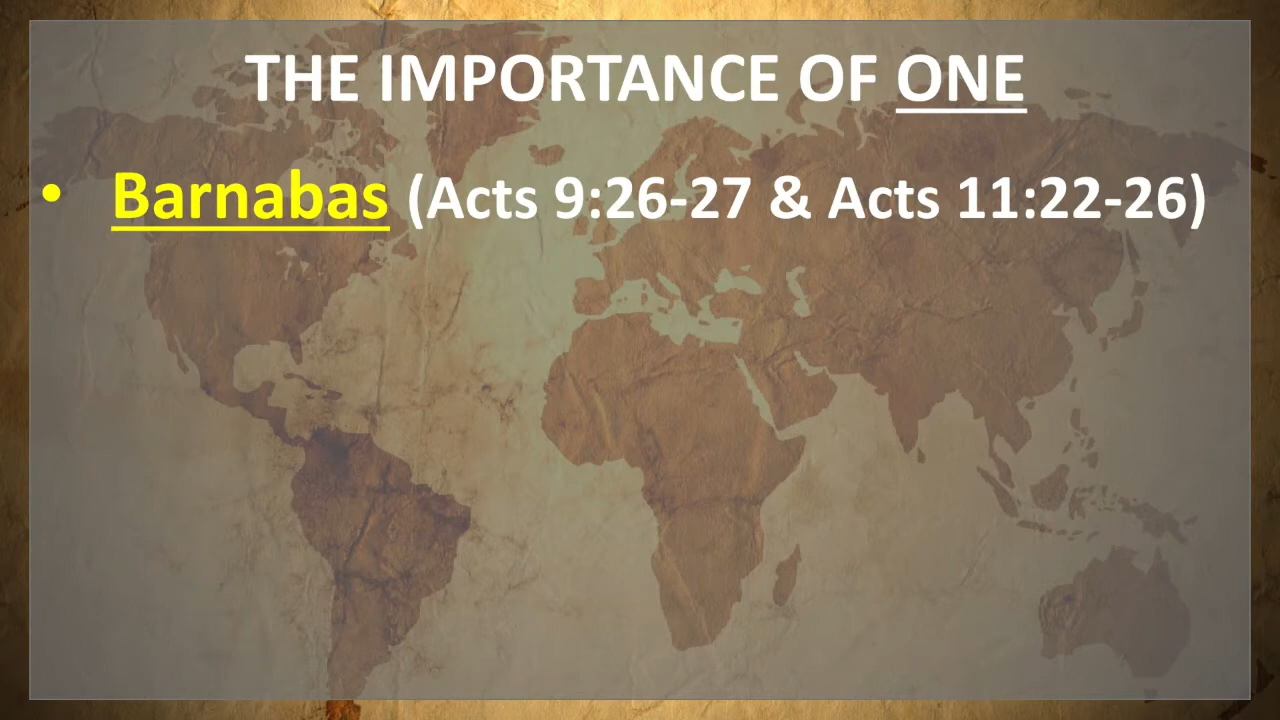 THE IMPORTANCE OF ONE
• Barnabas (Acts 9:26-27 & Acts 11:22-26)